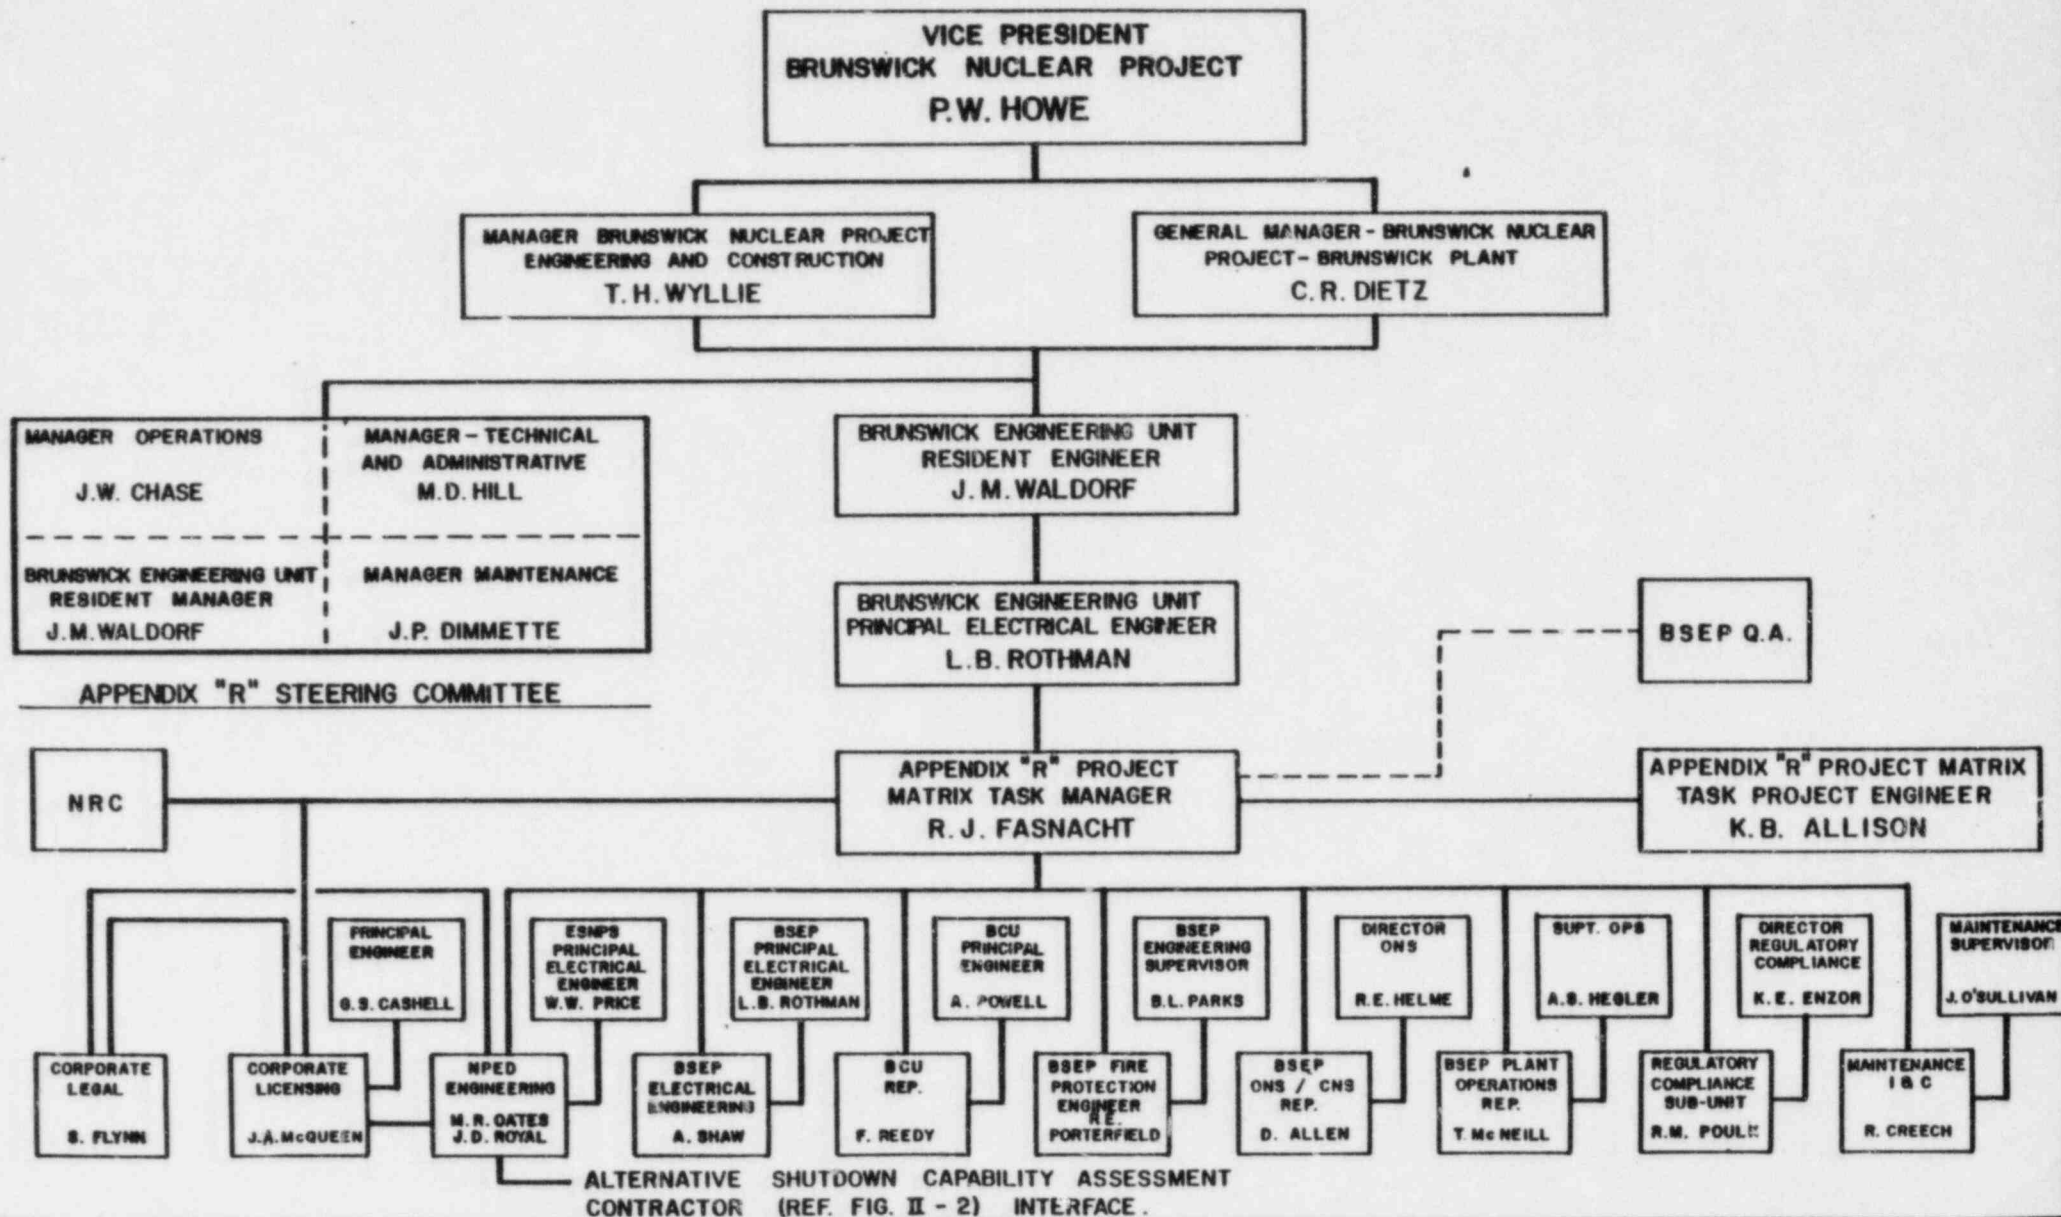 VICE PRESIDENT
BRUNSWICK NUCLEAR PROJECT
P.W. HOWE
MANAGER BRUNSWICK NUCLEAR PROJECT
ENGINEERING AND CONSTRUCTION
T.H. WYLLIE
GENERAL MANAGER - BRUNSWICK NUCLEAR
PROJECT - BRUNSWICK PLANT
C.R. DIETZ
MANAGER OPERATIONS
J.W. CHASE
MANAGER - TECHNICAL
AND ADMINISTRATIVE
M.D. HILL
BRUNSWICK ENGINEERING UNIT
RESIDENT MANAGER
J.M. WALDORF
MANAGER MAINTENANCE
J.P. DIMMETTE
APPENDIX "R" STEERING COMMITTEE
BRUNSWICK ENGINEERING UNIT
RESIDENT ENGINEER
J.M. WALDORF
BRUNSWICK ENGINEERING UNIT
PRINCIPAL ELECTRICAL ENGINEER
L.B. ROTHMAN
BSEP Q.A.
NRC
APPENDIX "R" PROJECT
MATRIX TASK MANAGER
R.J. FASNACHT
APPENDIX "R" PROJECT MATRIX
TASK PROJECT ENGINEER
K.B. ALLISON
PRINCIPAL
ENGINEER
G.S. CASHELL
ESNPS
PRINCIPAL
ELECTRICAL
ENGINEER
W.W. PRICE
BSEP
PRINCIPAL
ELECTRICAL
ENGINEER
L.B. ROTHMAN
BCU
PRINCIPAL
ENGINEER
A. POWELL
BSEP
ENGINEERING
SUPERVISOR
B.L. PARKS
DIRECTOR
ONS
R.E. HELME
SUPT. OPS
A.S. HEGLER
DIRECTOR
REGULATORY
COMPLIANCE
K.E. ENZOR
MAINTENANCE
SUPERVISOR
J. O'SULLIVAN
CORPORATE
LEGAL
S. FLYNN
CORPORATE
LICENSING
J.A. McQUEEN
NPED
ENGINEERING
M.R. OATES
J.D. ROYAL
BSEP
ELECTRICAL
ENGINEERING
A. SHAW
BCU
REP.
F. REEDY
BSEP FIRE
PROTECTION
ENGINEER
R.E.
PORTERFIELD
BSEP
ONS / CNS
REP.
D. ALLEN
BSEP PLANT
OPERATIONS
REP.
T. McNEILL
REGULATORY
COMPLIANCE
SUB-UNIT
R.M. POULK
MAINTENANCE
I & C
R. CREECH
ALTERNATIVE SHUTDOWN CAPABILITY ASSESSMENT
CONTRACTOR (REF. FIG. II - 2) INTERFACE.